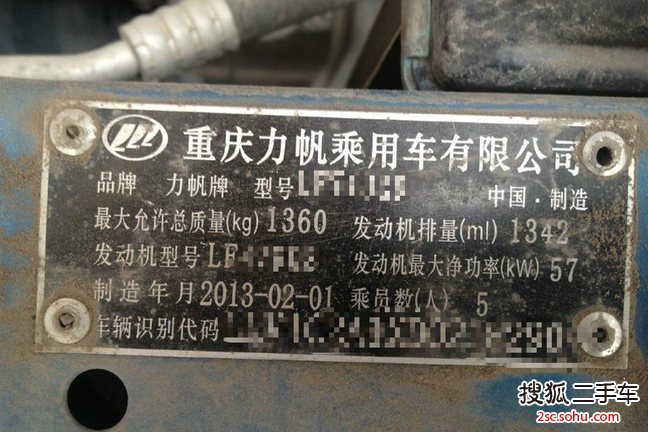 重庆力帆乘用车有限公司
品牌 力帆牌 型号 中国·制造
最大允许总质量(kg) 1360 发动机排量(ml) 1342
发动机型号 发动机最大净功率(kW) 57
制造年月 2013-02-01 乘员数(人) 5
车辆识别代码
搜狐 二手车
2sc.sohu.com